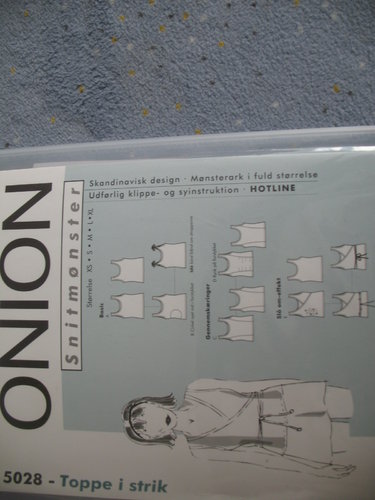 ONION
Snitmønster
Skandinavisk design · Mønsterark i fuld størrelse
Udførlig klippe- og syinstruktion · HOTLINE
Størrelse XS • S • M • L • XL
Basis
A
Gennemskæringer
Slå om-effekt
5028 - Toppe i strik